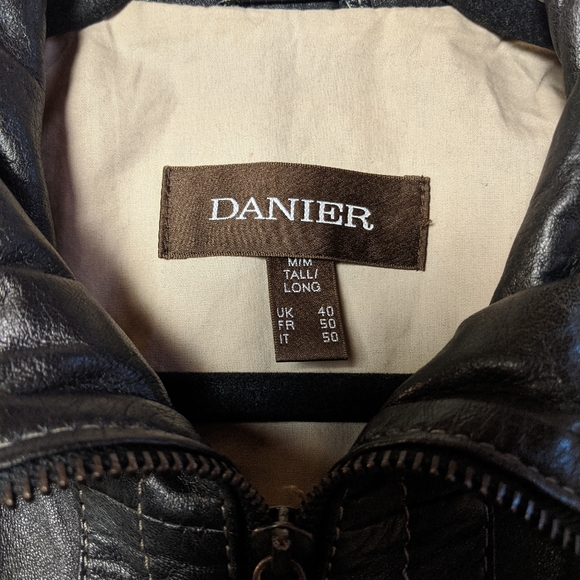 DANIER
M/M
TALL/
LONG
UK 40
FR 50
IT 50